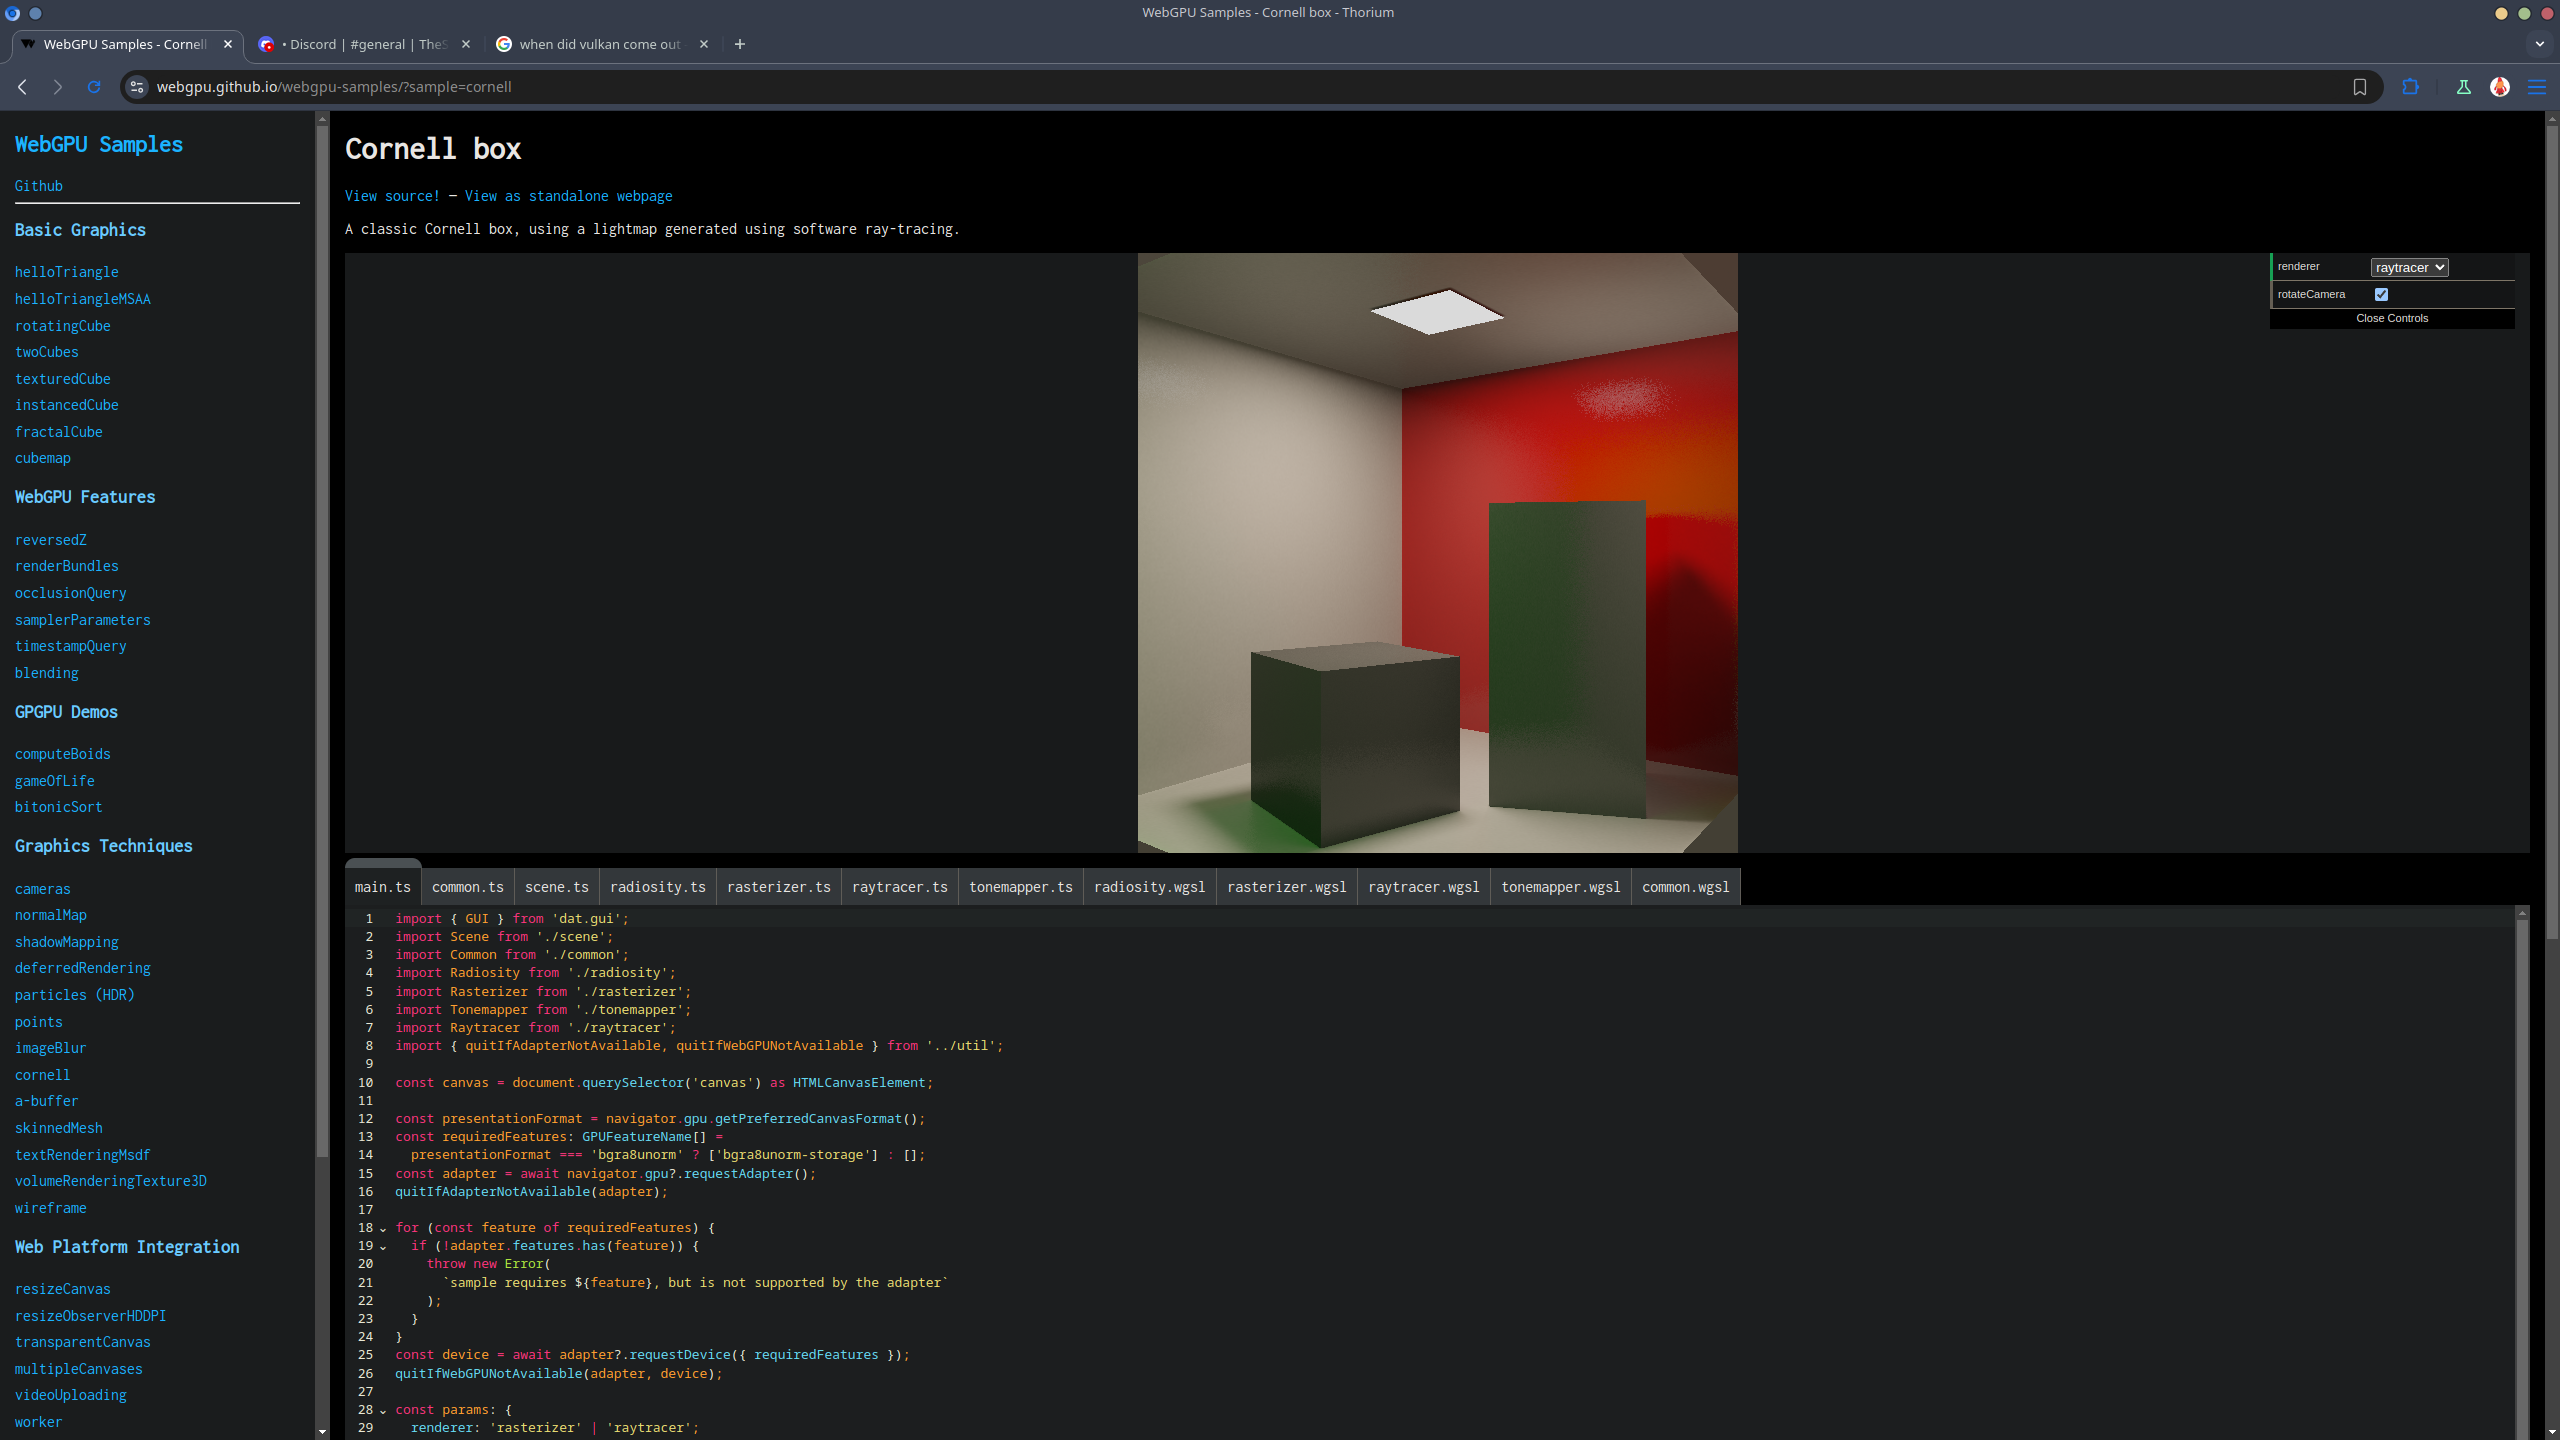 WebGPU Samples - Cornell box - Thorium
WebGPU Samples - Cornell
• Discord | #general | TheS
when did vulkan come out
webgpu.github.io/webgpu-samples/?sample=cornell
WebGPU Samples
Github
Basic Graphics
helloTriangle
helloTriangleMSAA
rotatingCube
twoCubes
texturedCube
instancedCube
fractalCube
cubemap
WebGPU Features
reversedZ
renderBundles
occlusionQuery
samplerParameters
timestampQuery
blending
GPGPU Demos
computeBoids
gameOfLife
bitonicSort
Graphics Techniques
cameras
normalMap
shadowMapping
deferredRendering
particles (HDR)
points
imageBlur
cornell
a-buffer
skinnedMesh
textRenderingMsdf
volumeRenderingTexture3D
wireframe
Web Platform Integration
resizeCanvas
resizeObserverHDDPI
transparentCanvas
multipleCanvases
videoUploading
worker
Cornell box
View source! — View as standalone webpage
A classic Cornell box, using a lightmap generated using software ray-tracing.
renderer raytracer
rotateCamera
Close Controls
main.ts common.ts scene.ts radiosity.ts rasterizer.ts raytracer.ts tonemapper.ts radiosity.wgsl rasterizer.wgsl raytracer.wgsl tonemapper.wgsl common.wgsl
1 import { GUI } from 'dat.gui';
2 import Scene from './scene';
3 import Common from './common';
4 import Radiosity from './radiosity';
5 import Rasterizer from './rasterizer';
6 import Tonemapper from './tonemapper';
7 import Raytracer from './raytracer';
8 import { quitIfAdapterNotAvailable, quitIfWebGPUNotAvailable } from '../util';
9
10 const canvas = document.querySelector('canvas') as HTMLCanvasElement;
11
12 const presentationFormat = navigator.gpu.getPreferredCanvasFormat();
13 const requiredFeatures: GPUFeatureName[] =
14   presentationFormat === 'bgra8unorm' ? ['bgra8unorm-storage'] : [];
15 const adapter = await navigator.gpu?.requestAdapter();
16 quitIfAdapterNotAvailable(adapter);
17
18 for (const feature of requiredFeatures) {
19   if (!adapter.features.has(feature)) {
20     throw new Error(
21       `sample requires ${feature}, but is not supported by the adapter`
22     );
23   }
24 }
25 const device = await adapter?.requestDevice({ requiredFeatures });
26 quitIfWebGPUNotAvailable(adapter, device);
27
28 const params: {
29   renderer: 'rasterizer' | 'raytracer';